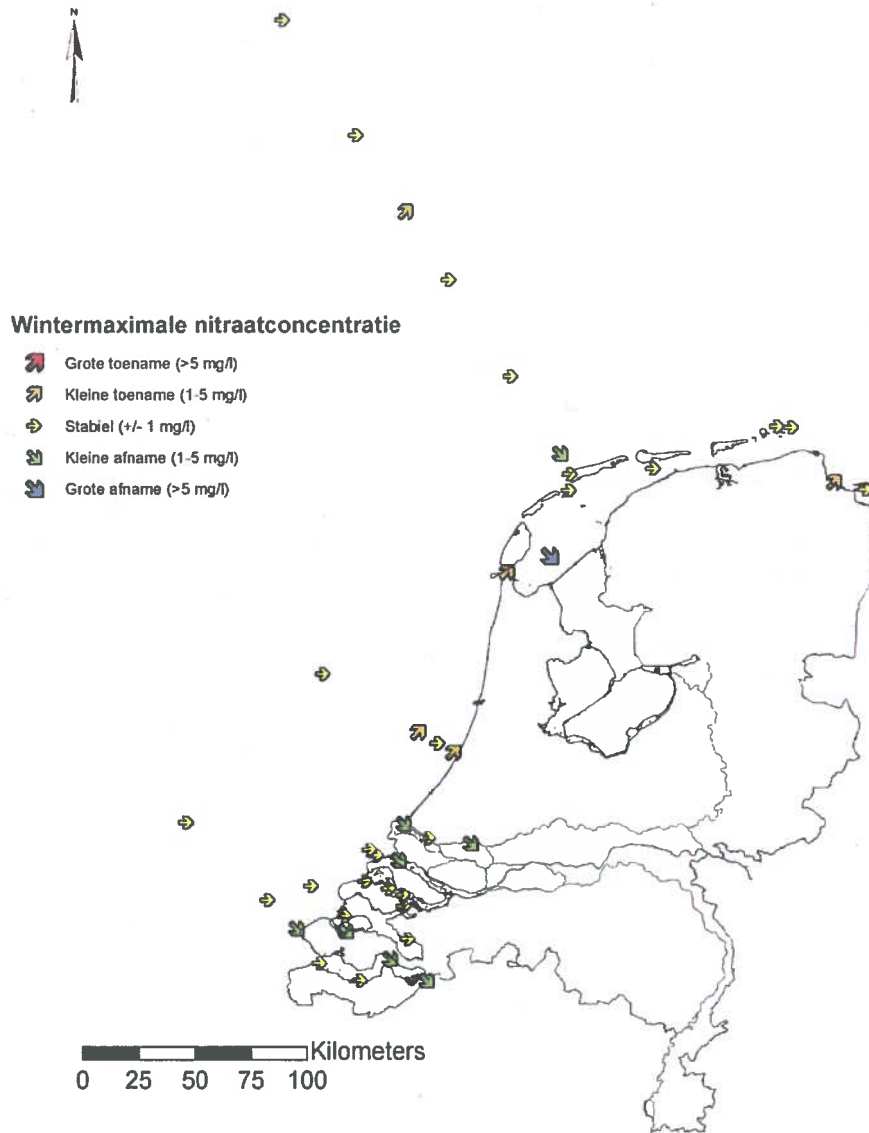 N
Wintermaximale nitraatconcentratie
Grote toename (>5 mg/l)
Kleine toename (1-5 mg/l)
Stabiel (+/- 1 mg/l)
Kleine afname (1-5 mg/l)
Grote afname (>5 mg/l)
Kilometers
0 25 50 75 100